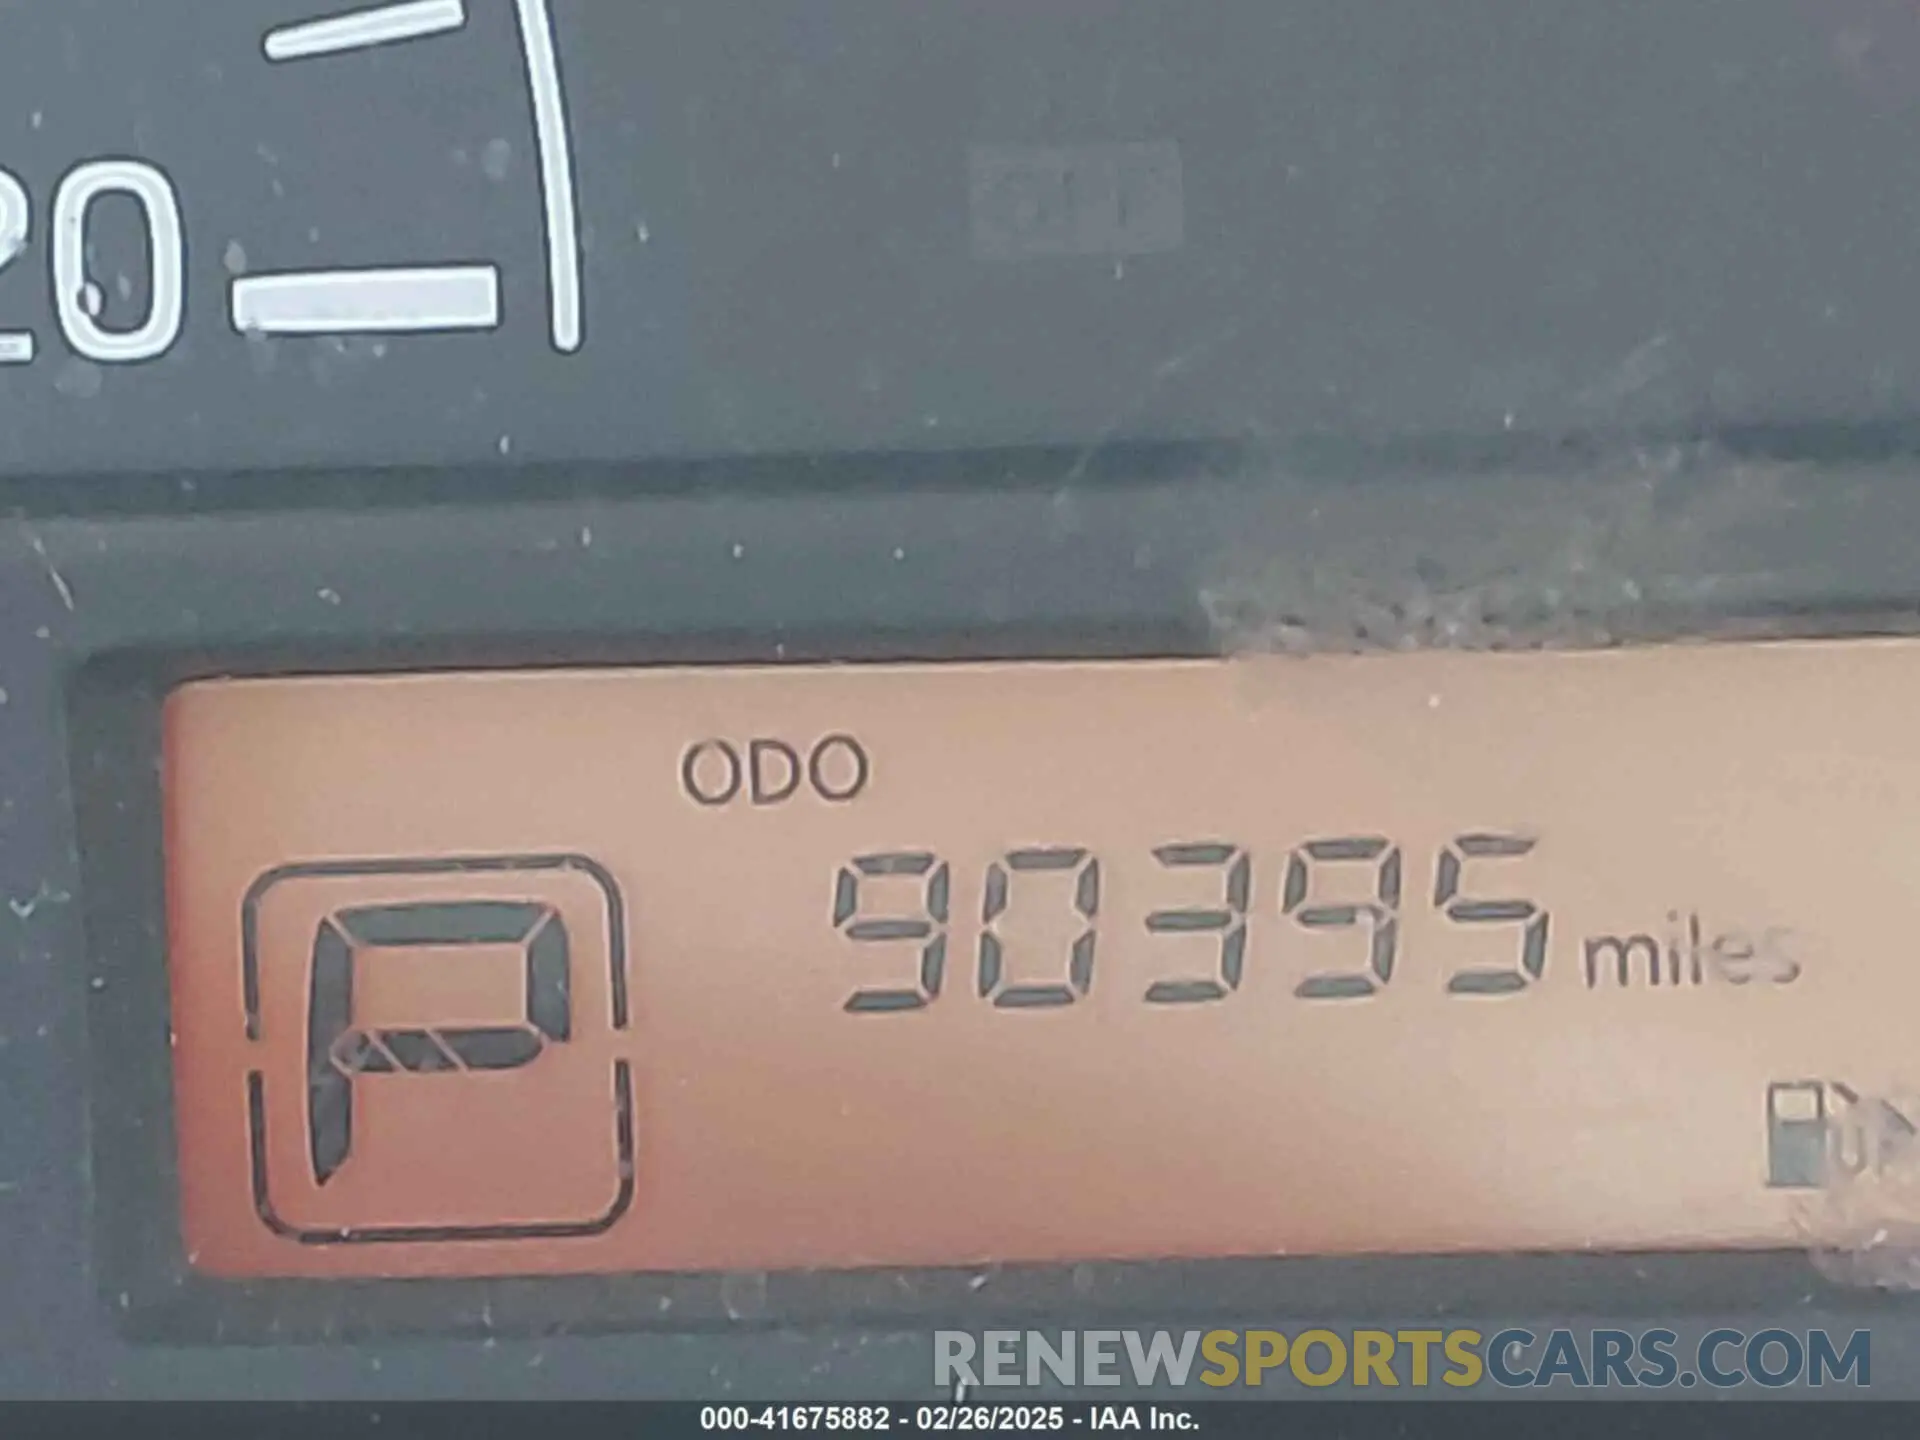 20
ODO
P
90395 miles
RENEWSPORTSCARS.COM
000-41675882 - 02/26/2025 - IAA Inc.